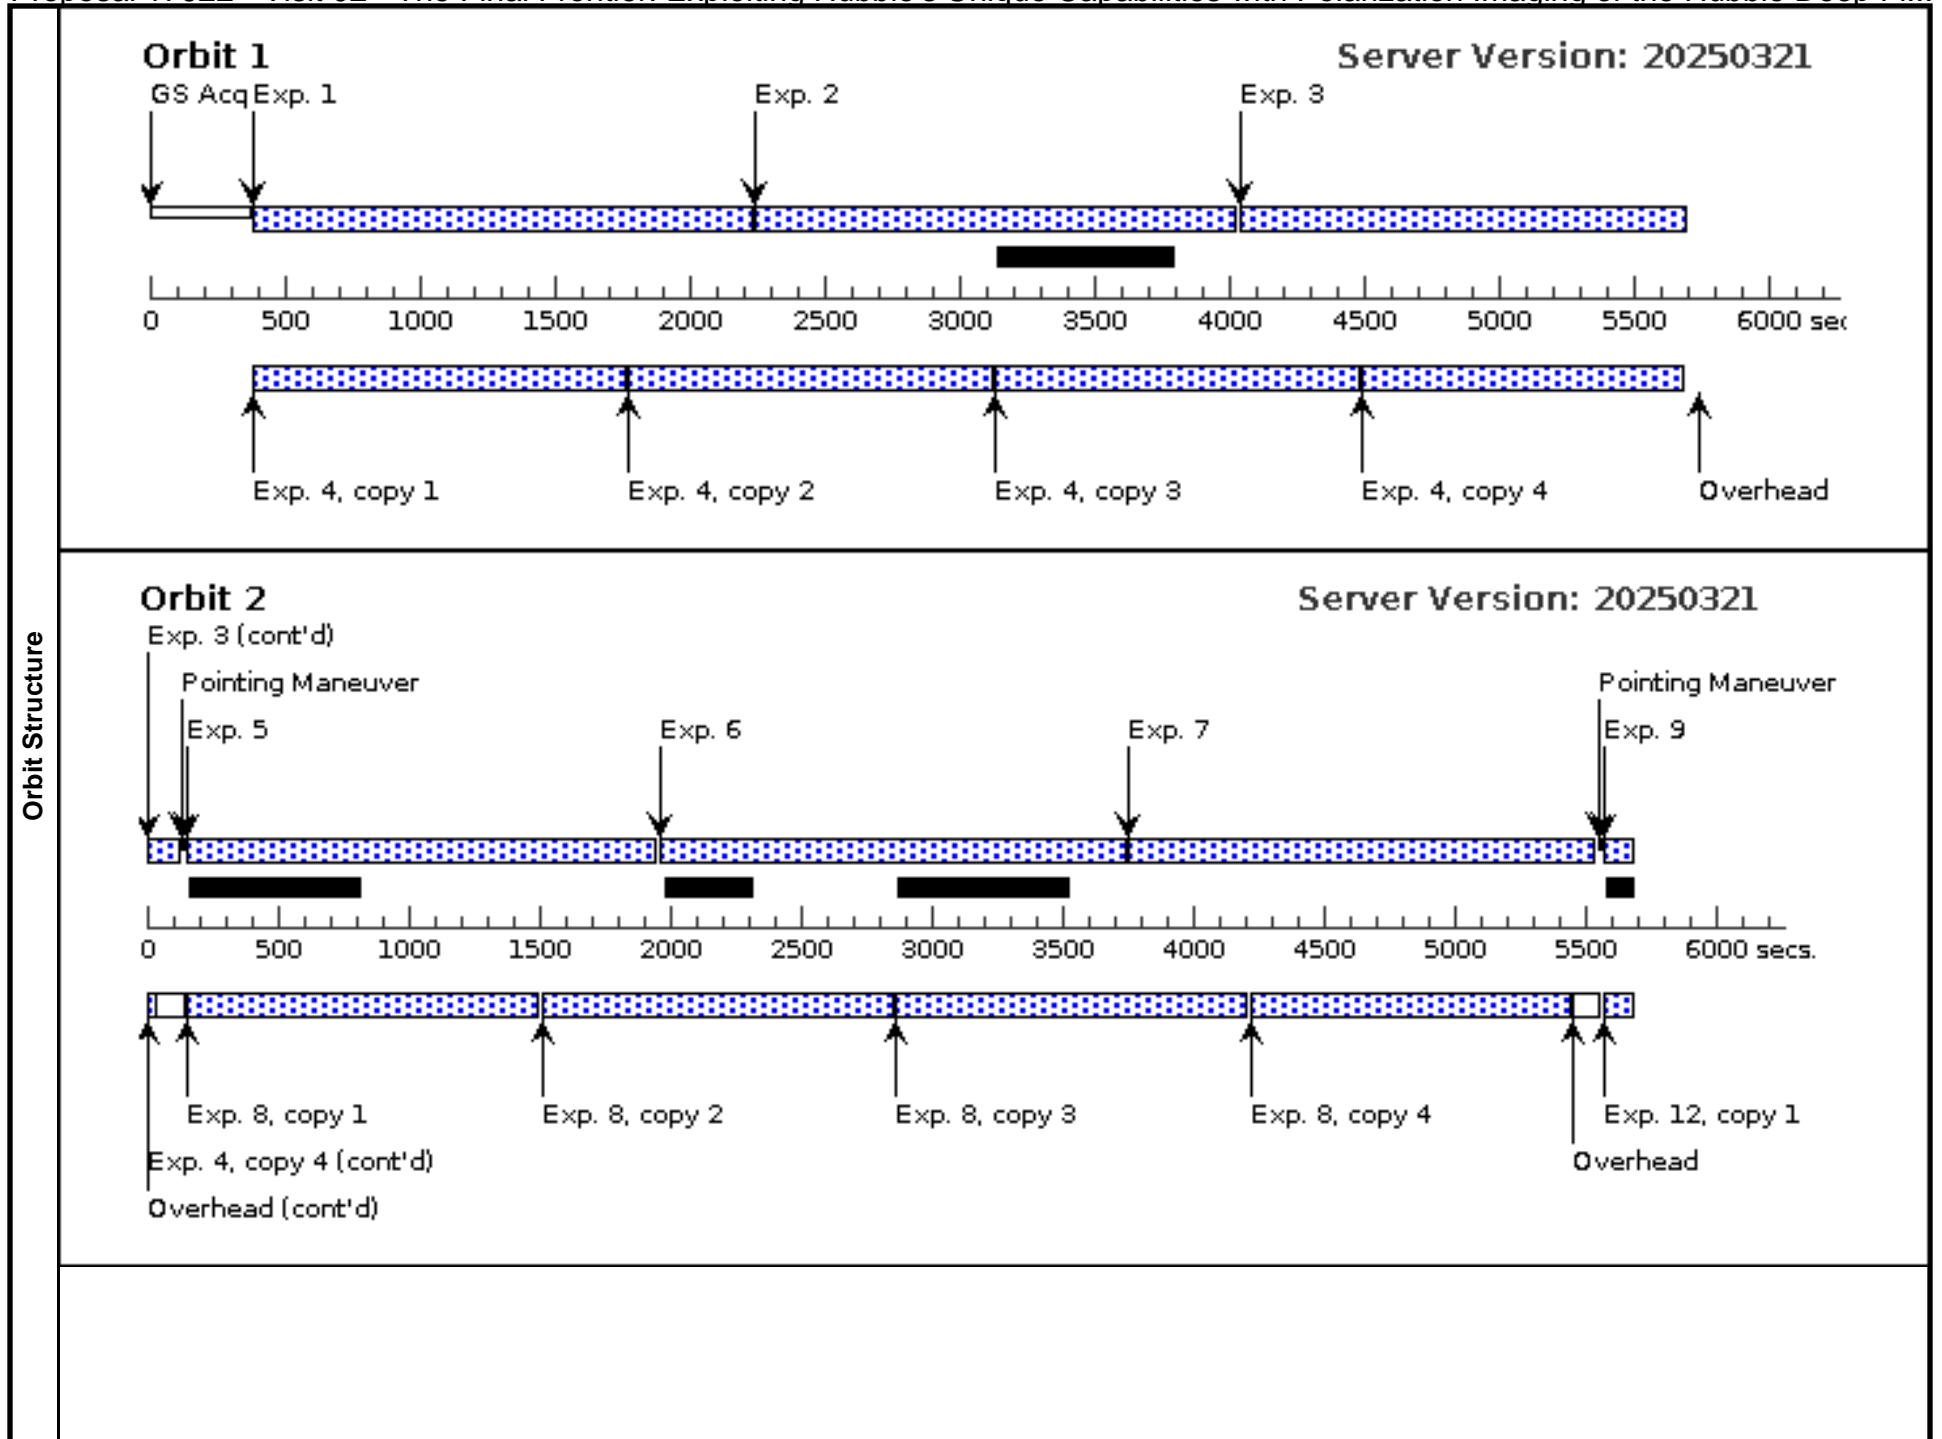 Orbit Structure
Orbit 1 Server Version: 20250321
GS Acq Exp. 1 Exp. 2 Exp. 3
0 500 1000 1500 2000 2500 3000 3500 4000 4500 5000 5500 6000 sec
Exp. 4, copy 1 Exp. 4, copy 2 Exp. 4, copy 3 Exp. 4, copy 4 Overhead
Orbit 2 Server Version: 20250321
Exp. 3 (cont'd)
Pointing Maneuver Pointing Maneuver
Exp. 5 Exp. 6 Exp. 7 Exp. 9
0 500 1000 1500 2000 2500 3000 3500 4000 4500 5000 5500 6000 secs.
Exp. 8, copy 1 Exp. 8, copy 2 Exp. 8, copy 3 Exp. 8, copy 4 Exp. 12, copy 1
Exp. 4, copy 4 (cont'd) Overhead
Overhead (cont'd)